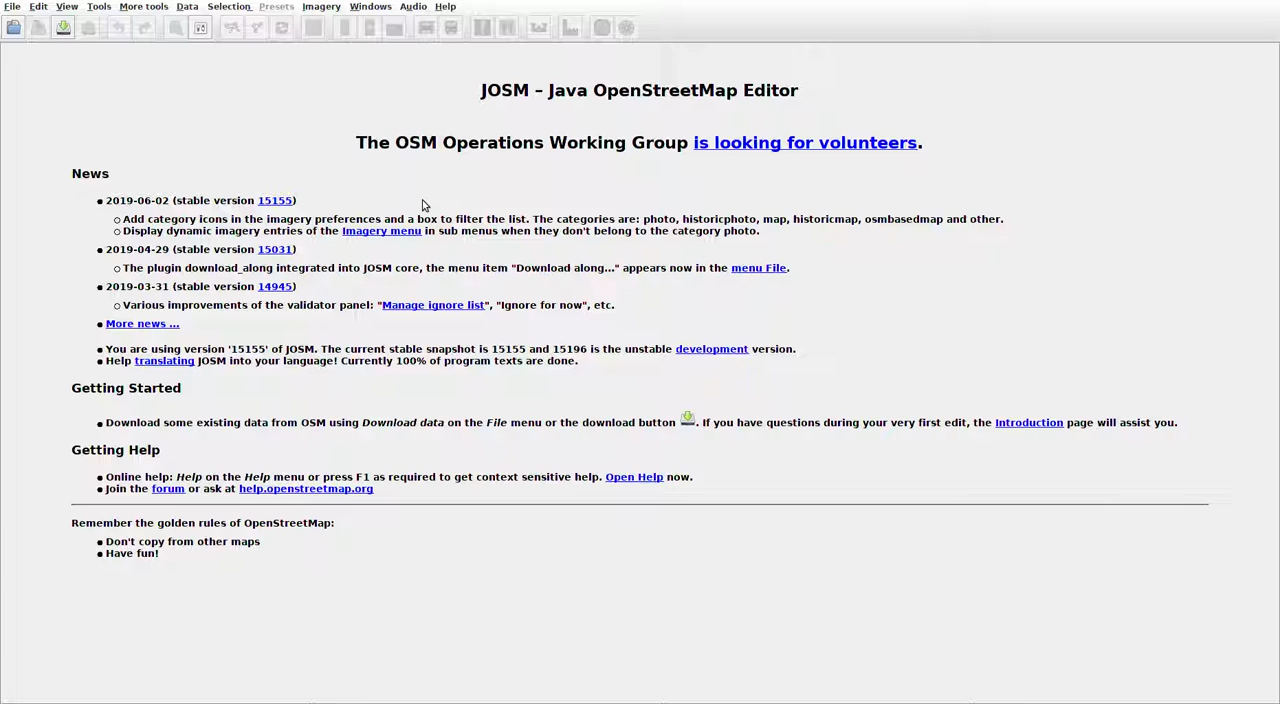 File Edit View Tools More tools Data Selection Presets Imagery Windows Audio Help
JOSM – Java OpenStreetMap Editor
The OSM Operations Working Group is looking for volunteers.
News
2019-06-02 (stable version 15155)
Add category icons in the imagery preferences and a box to filter the list. The categories are: photo, historicphoto, map, historicmap, osmbasedmap and other.
Display dynamic imagery entries of the Imagery menu in sub menus when they don't belong to the category photo.
2019-04-29 (stable version 15031)
The plugin download_along integrated into JOSM core, the menu item "Download along..." appears now in the menu File.
2019-03-31 (stable version 14945)
Various improvements of the validator panel: "Manage ignore list", "Ignore for now", etc.
More news ...
You are using version '15155' of JOSM. The current stable snapshot is 15155 and 15196 is the unstable development version.
Help translating JOSM into your language! Currently 100% of program texts are done.
Getting Started
Download some existing data from OSM using Download data on the File menu or the download button . If you have questions during your very first edit, the Introduction page will assist you.
Getting Help
Online help: Help on the Help menu or press F1 as required to get context sensitive help. Open Help now.
Join the forum or ask at help.openstreetmap.org
Remember the golden rules of OpenStreetMap:
Don't copy from other maps
Have fun!